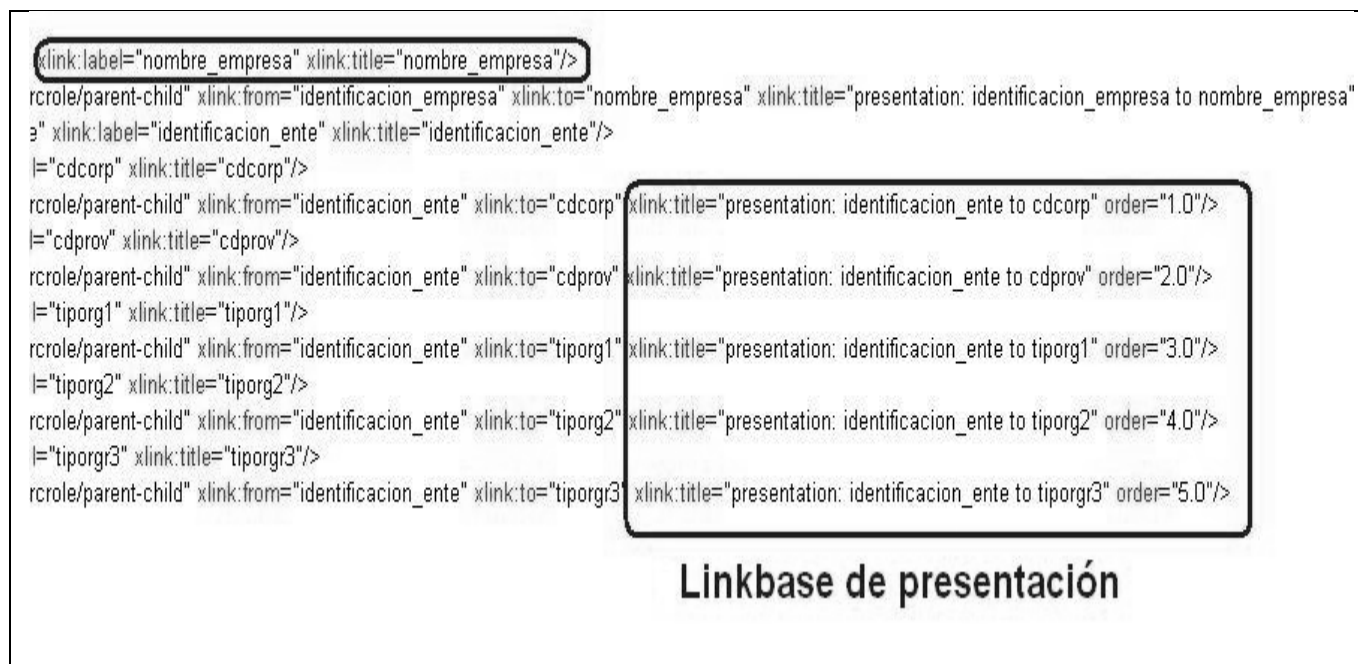 xlink:label="nombre_empresa" xlink:title="nombre_empresa"/>
rcrole/parent-child" xlink:from="identificacion_empresa" xlink:to="nombre_empresa" xlink:title="presentation: identificacion_empresa to nombre_empresa"
e" xlink:label="identificacion_ente" xlink:title="identificacion_ente"/>
l="cdcorp" xlink:title="cdcorp"/>
rcrole/parent-child" xlink:from="identificacion_ente" xlink:to="cdcorp" xlink:title="presentation: identificacion_ente to cdcorp" order="1.0"/>
l="cdprov" xlink:title="cdprov"/>
rcrole/parent-child" xlink:from="identificacion_ente" xlink:to="cdprov" xlink:title="presentation: identificacion_ente to cdprov" order="2.0"/>
l="tiporg1" xlink:title="tiporg1"/>
rcrole/parent-child" xlink:from="identificacion_ente" xlink:to="tiporg1" xlink:title="presentation: identificacion_ente to tiporg1" order="3.0"/>
l="tiporg2" xlink:title="tiporg2"/>
rcrole/parent-child" xlink:from="identificacion_ente" xlink:to="tiporg2" xlink:title="presentation: identificacion_ente to tiporg2" order="4.0"/>
l="tiporgr3" xlink:title="tiporgr3"/>
rcrole/parent-child" xlink:from="identificacion_ente" xlink:to="tiporgr3" xlink:title="presentation: identificacion_ente to tiporgr3" order="5.0"/>
Linkbase de presentación